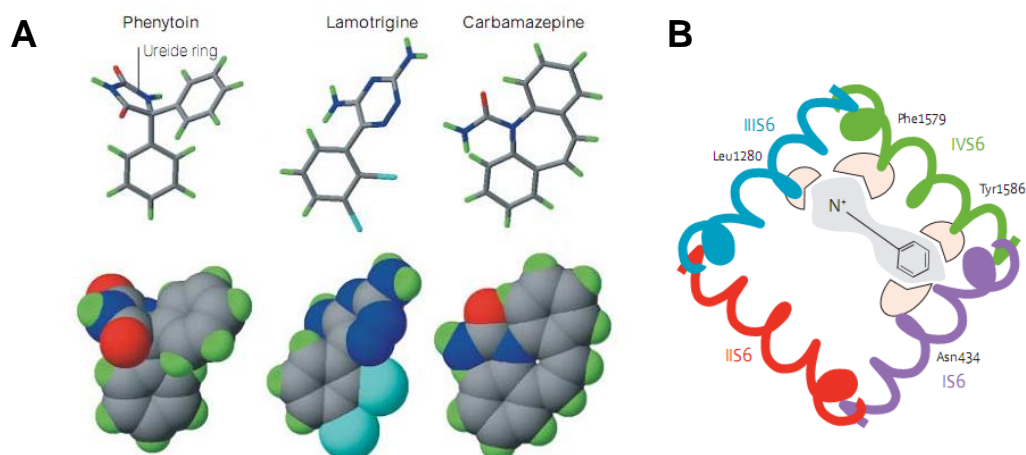 A
Phenytoin
Lamotrigine
Carbamazepine
Ureide ring
B
IIIS6
Phe1579
IVS6
Leu1280
Tyr1586
N⁺
IIS6
Asn434
IS6